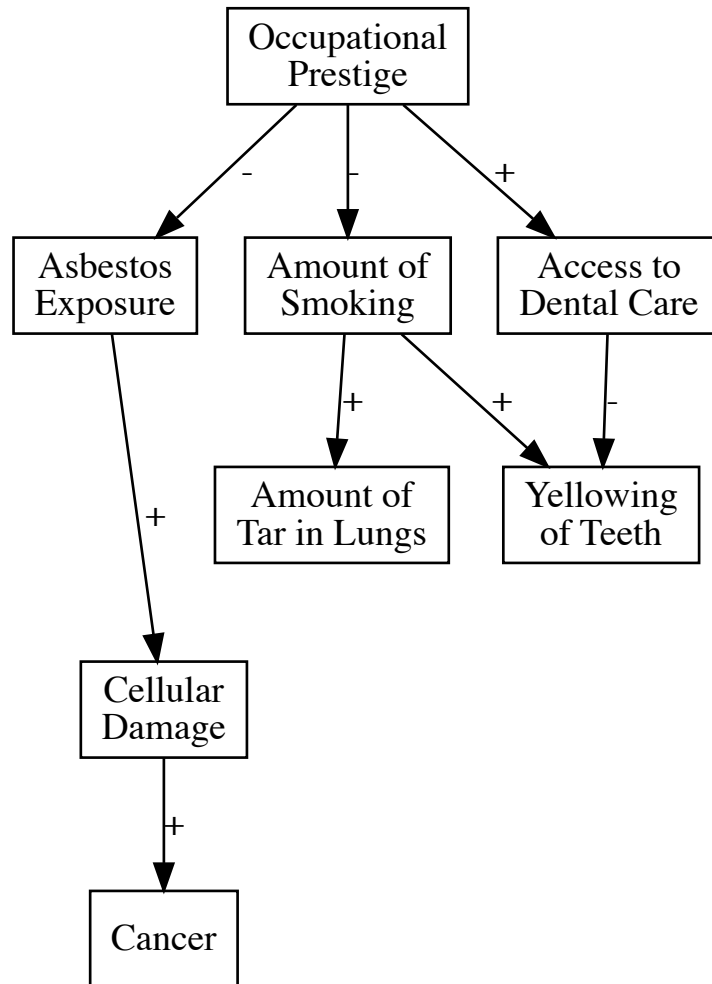 Occupational
Prestige
-
-
+
Asbestos
Exposure
Amount of
Smoking
Access to
Dental Care
+
+
-
Amount of
Tar in Lungs
Yellowing
of Teeth
+
Cellular
Damage
+
Cancer